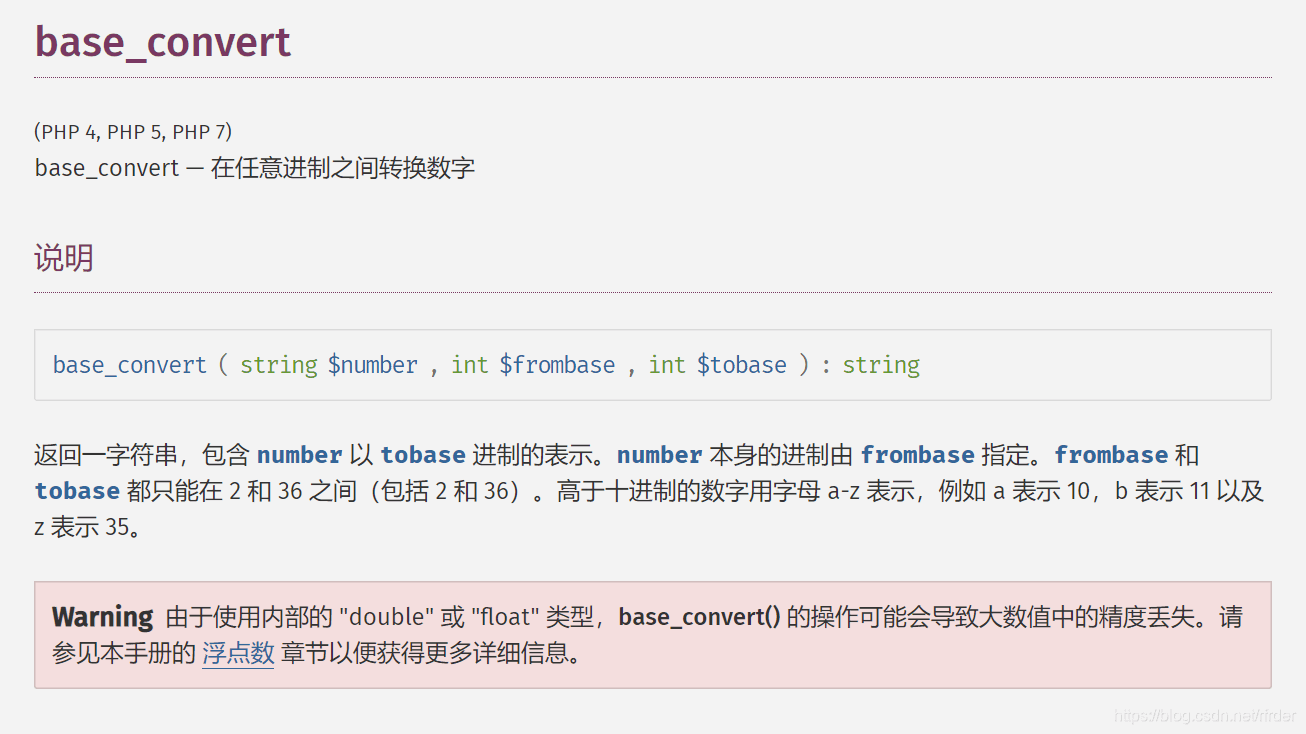 base_convert
(PHP 4, PHP 5, PHP 7)
base_convert — 在任意进制之间转换数字
说明
base_convert ( string $number , int $frombase , int $tobase ) : string
返回一字符串，包含 number 以 tobase 进制的表示。number 本身的进制由 frombase 指定。frombase 和
tobase 都只能在 2 和 36 之间（包括 2 和 36）。高于十进制的数字用字母 a-z 表示，例如 a 表示 10，b 表示 11 以及
z 表示 35。
Warning 由于使用内部的 "double" 或 "float" 类型，base_convert() 的操作可能会导致大数值中的精度丢失。请
参见本手册的 浮点数 章节以便获得更多详细信息。
https://blog.csdn.net/rfrder